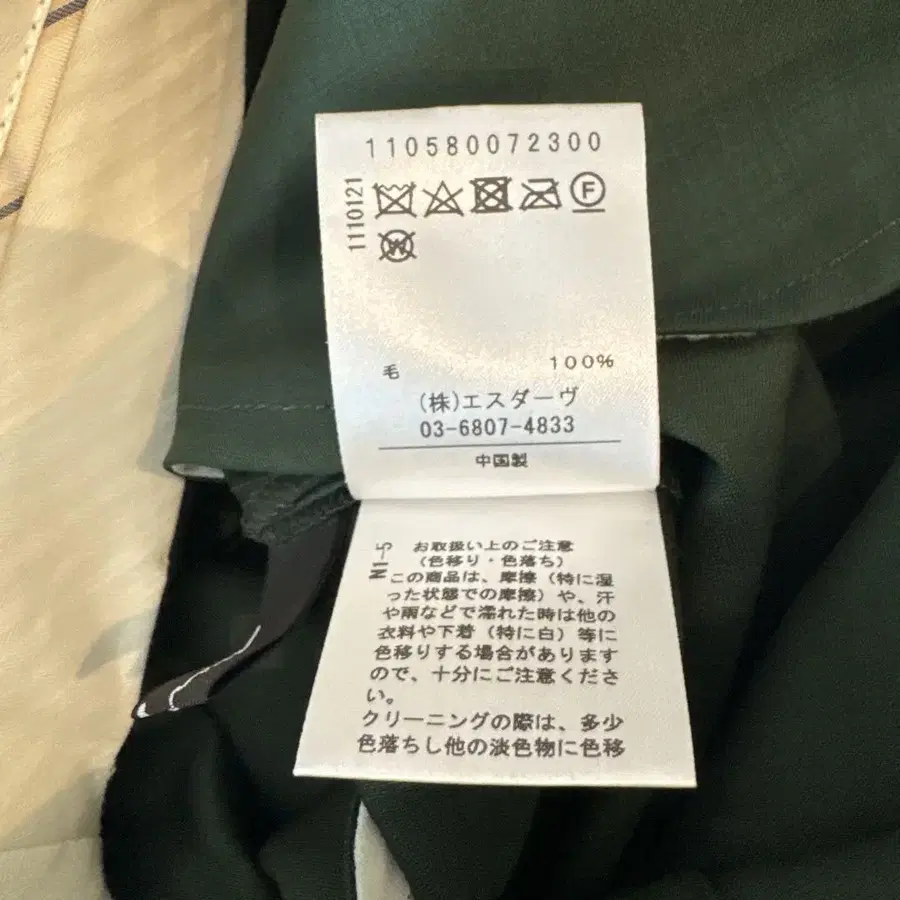 110580072300
1110121
F
W
毛 100%
(株)エスダーヴ
03-6807-4833
中国製
N1-5
お取扱い上のご注意
(色移り・色落ち)
この商品は、摩擦(特に湿
った状態での摩擦)や、汗
や雨などで濡れた時は他の
衣料や下着(特に白)等に
色移りする場合があります
ので、十分にご注意くださ
い。
クリーニングの際は、多少
色落ちし他の淡色物に色移